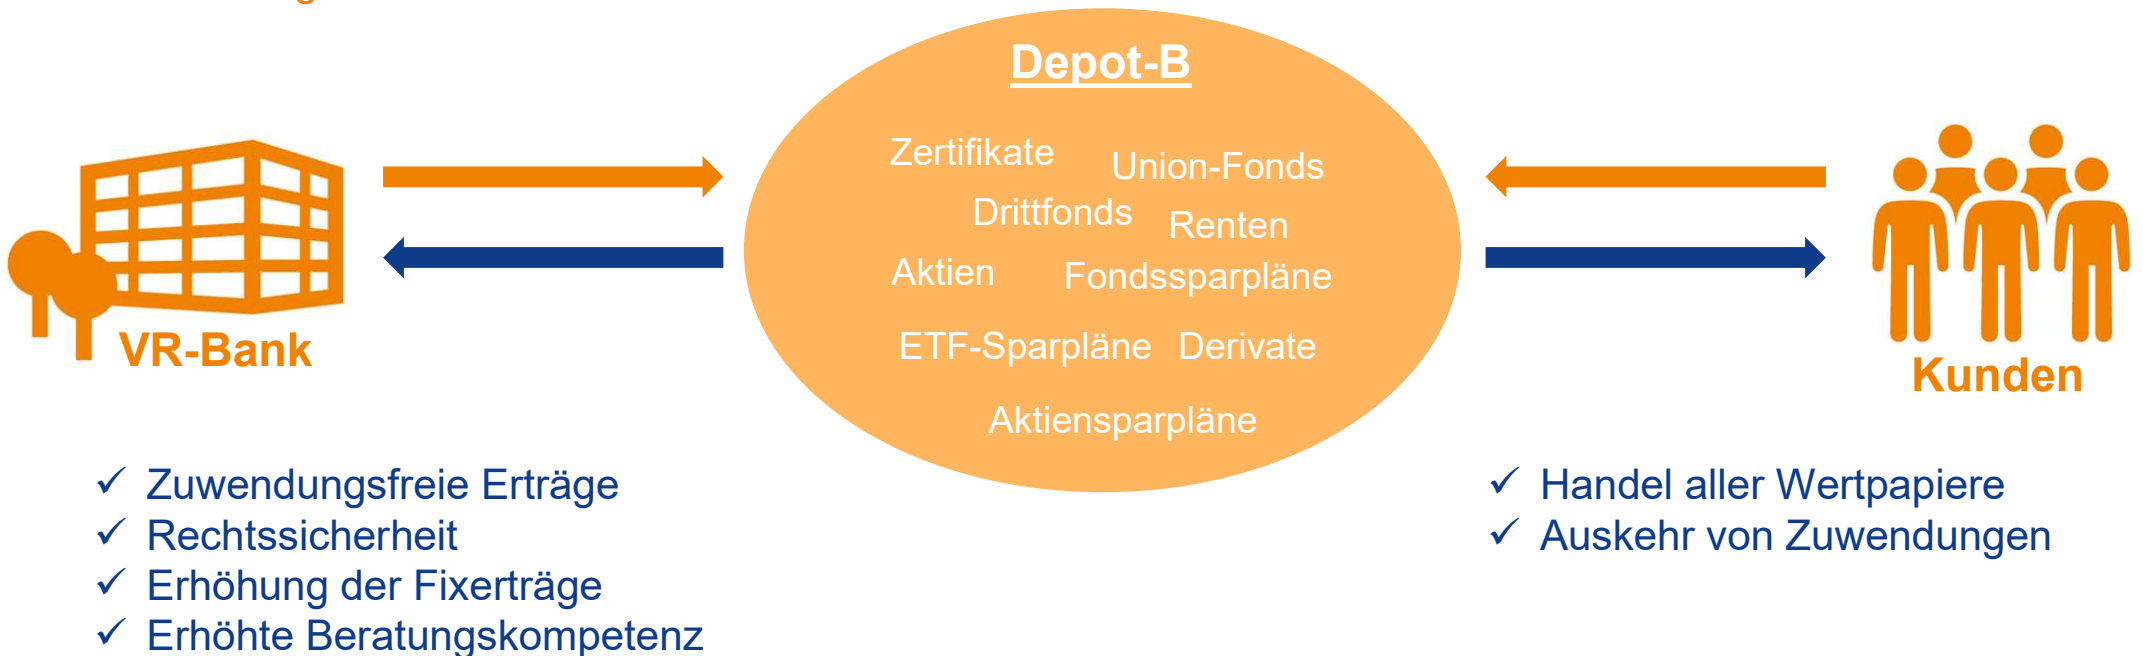 Depot-B
Zertifikate
Union-Fonds
Drittfonds
Renten
Aktien
Fondssparpläne
ETF-Sparpläne
Derivate
Aktiensparpläne
VR-Bank
Kunden
✓ Zuwendungsfreie Erträge
✓ Rechtssicherheit
✓ Erhöhung der Fixerträge
✓ Erhöhte Beratungskompetenz
✓ Handel aller Wertpapiere
✓ Auskehr von Zuwendungen